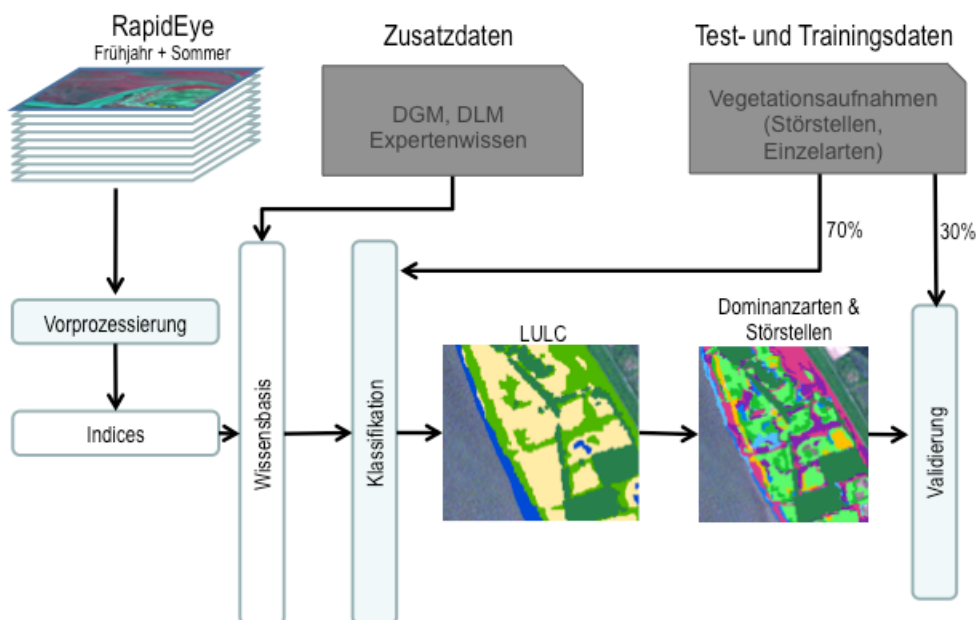 RapidEye
Frühjahr + Sommer
Zusatzdaten
Test- und Trainingsdaten
DGM, DLM
Expertenwissen
Vegetationsaufnahmen
(Störstellen,
Einzelarten)
70%
30%
Vorprozessierung
Indices
Wissensbasis
Klassifikation
LULC
Dominanzarten &
Störstellen
Validierung